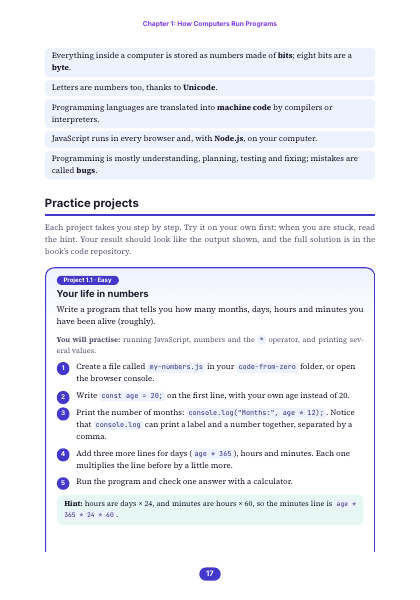 Chapter 1: How Computers Run Programs
Everything inside a computer is stored as numbers made of bits; eight bits are a
byte.
Letters are numbers too, thanks to Unicode.
Programming languages are translated into machine code by compilers or
interpreters.
JavaScript runs in every browser and, with Node.js, on your computer.
Programming is mostly understanding, planning, testing and fixing; mistakes are
called bugs.
Practice projects
Each project takes you step by step. Try it on your own first; when you are stuck, read
the hint. Your result should look like the output shown, and the full solution is in the
book's code repository.
Project 1.1 · Easy
Your life in numbers
Write a program that tells you how many months, days, hours and minutes you
have been alive (roughly).
You will practise: running JavaScript, numbers and the * operator, and printing sev-
eral values.
1 Create a file called my-numbers.js in your code-from-zero folder, or open
the browser console.
2 Write const age = 20; on the first line, with your own age instead of 20.
3 Print the number of months: console.log("Months:", age * 12);. Notice
that console.log can print a label and a number together, separated by a
comma.
4 Add three more lines for days (age * 365), hours and minutes. Each one
multiplies the line before by a little more.
5 Run the program and check one answer with a calculator.
Hint: hours are days × 24, and minutes are hours × 60, so the minutes line is age *
365 * 24 * 60.
17